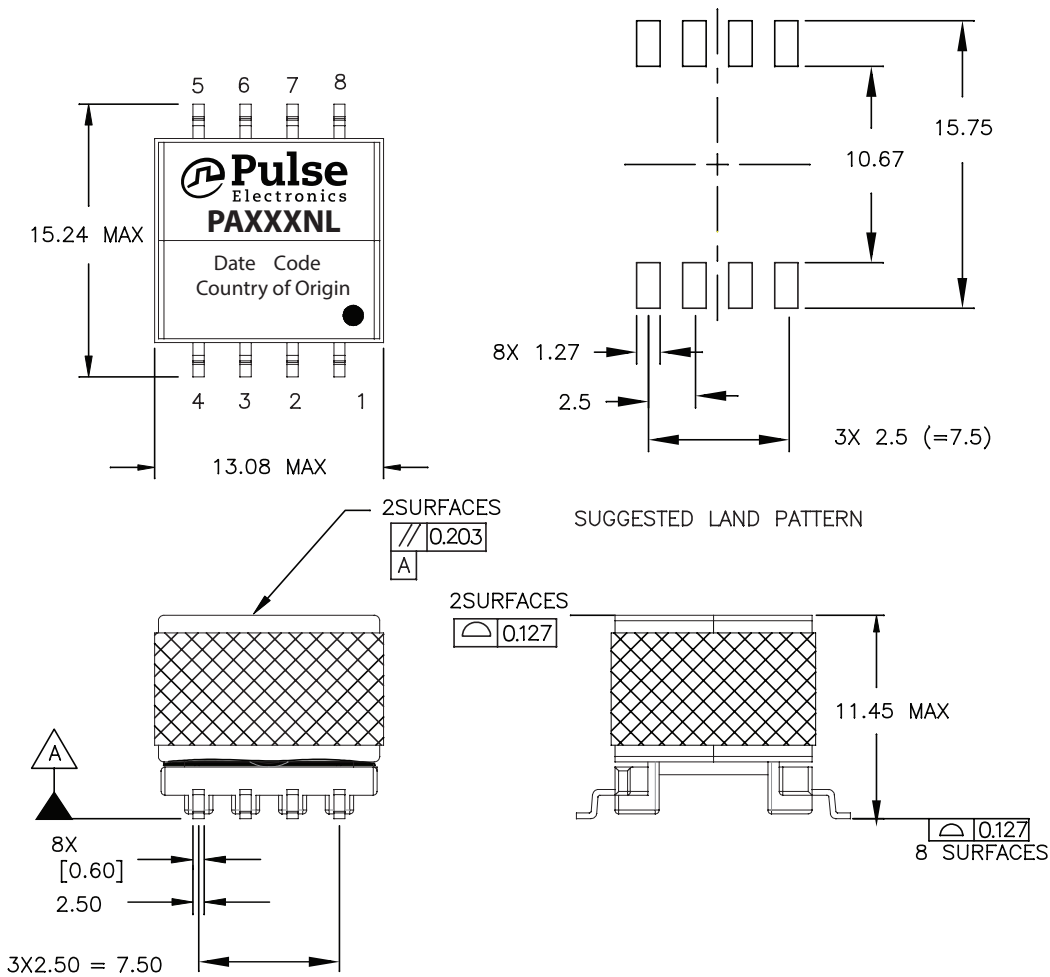 5 6 7 8
Pulse
Electronics
PAXXXNL
Date Code
Country of Origin
15.24 MAX
4 3 2 1
13.08 MAX
15.75
10.67
8X 1.27
2.5
3X 2.5 (=7.5)
SUGGESTED LAND PATTERN
2SURFACES
// 0.203
A
2SURFACES
0.127
11.45 MAX
A
8X
[0.60]
2.50
3X2.50 = 7.50
0.127
8 SURFACES